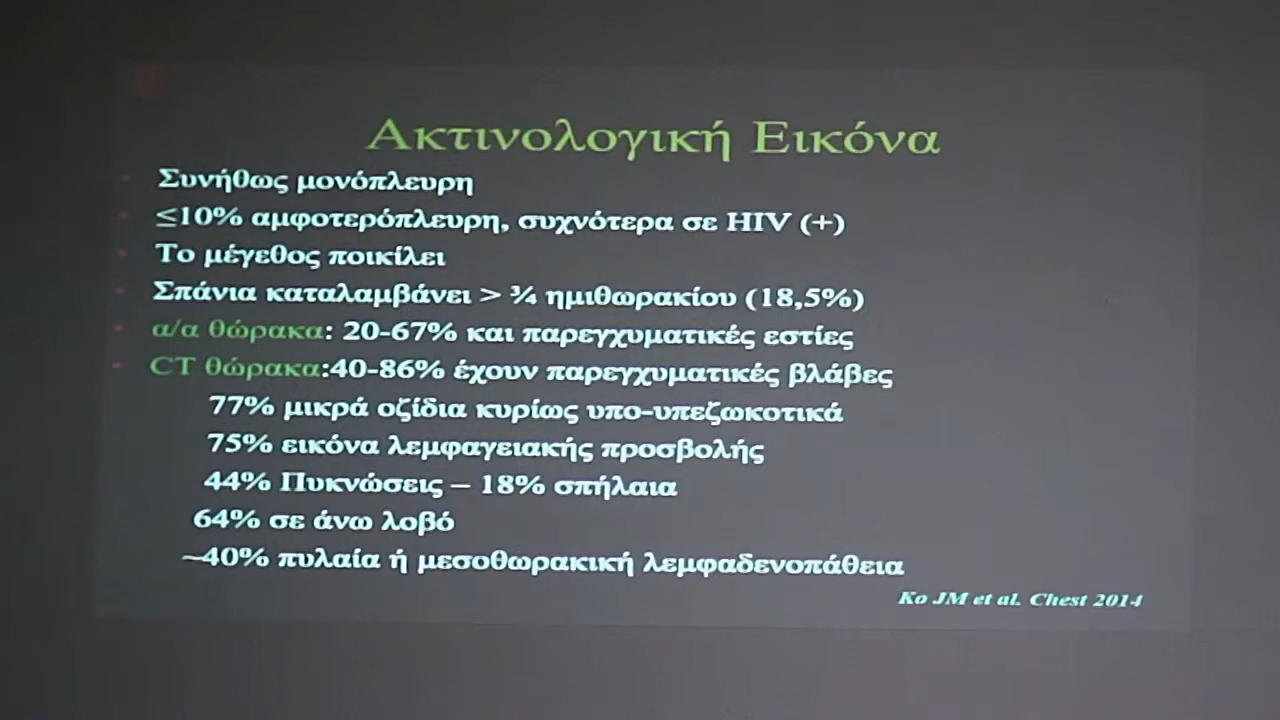 Ακτινολογική Εικόνα
Συνήθως μονόπλευρη
≤10% αμφοτερόπλευρη, συχνότερα σε HIV (+)
Το μέγεθος ποικίλει
Σπάνια καταλαμβάνει > ¾ ημιθωρακίου (18,5%)
α/α θώρακα: 20-67% και παρεγχυματικές εστίες
CT θώρακα:40-86% έχουν παρεγχυματικές βλάβες
77% μικρά οζίδια κυρίως υπο-υπεζωκοτικά
75% εικόνα λεμφαγειακής προσβολής
44% Πυκνώσεις – 18% σπήλαια
64% σε άνω λοβό
~40% πυλαία ή μεσοθωρακική λεμφαδενοπάθεια
Ko JM et al. Chest 2014